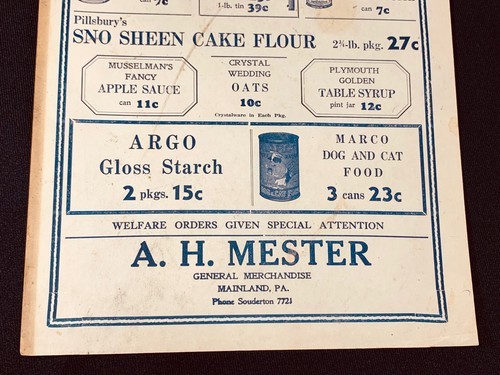 can 9c
1-lb. tin 39c
can 7c
Pillsbury's
SNO SHEEN CAKE FLOUR 2¾-lb. pkg. 27c
MUSSELMAN'S
FANCY
APPLE SAUCE
can 11c
CRYSTAL
WEDDING
OATS
10c
Crystalware in Each Pkg.
PLYMOUTH
GOLDEN
TABLE SYRUP
pint jar 12c
ARGO
Gloss Starch
2 pkgs. 15c
MARCO
DOG AND CAT
FOOD
3 cans 23c
WELFARE ORDERS GIVEN SPECIAL ATTENTION
A. H. MESTER
GENERAL MERCHANDISE
MAINLAND, PA.
Phone Souderton 7721